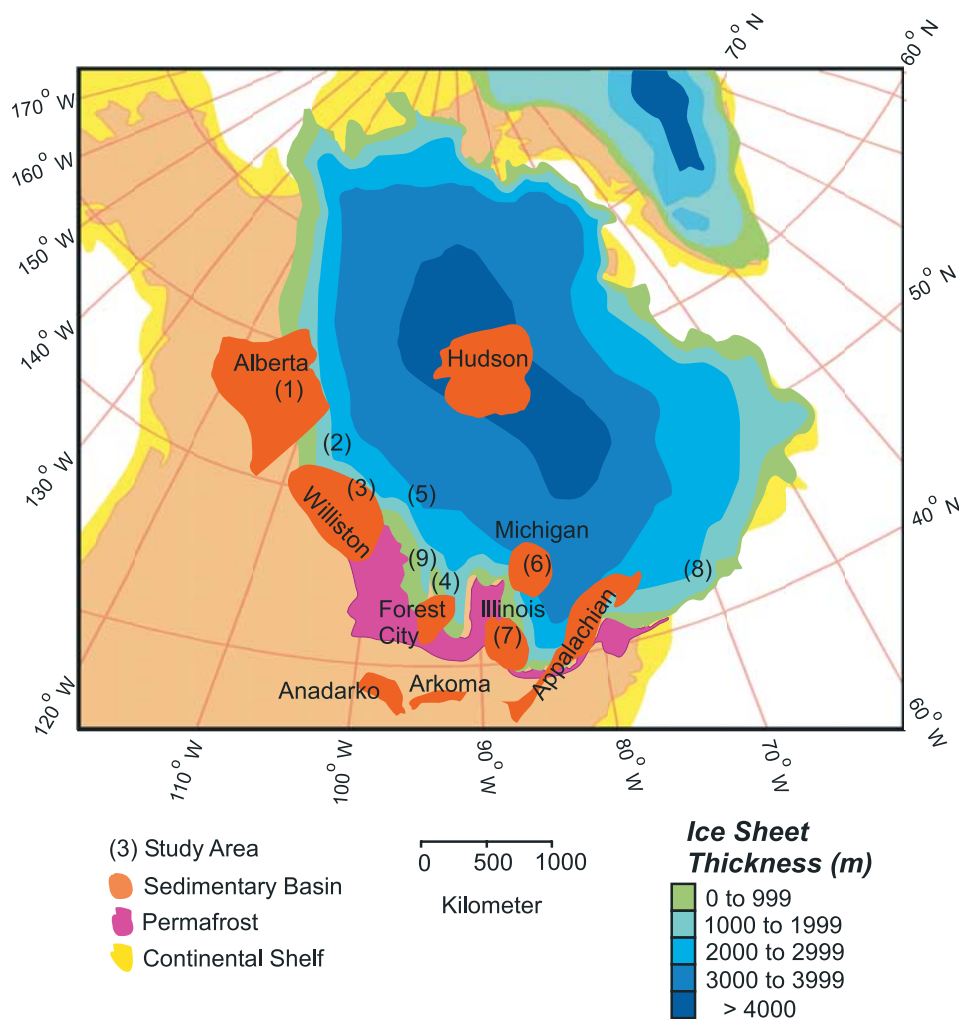 70° N
60° N
170° W
160° W
150° W
140° W
130° W
120° W
50° N
40° N
60° W
Alberta
(1)
Hudson
(2)
(3)
Williston
(5)
Michigan
(6)
(8)
(9)
(4)
Forest
City
Illinois
(7)
Appalachian
Anadarko
Arkoma
110° W
100° W
90° W
80° W
70° W
(3) Study Area
Sedimentary Basin
Permafrost
Continental Shelf
0 500 1000
Kilometer
Ice Sheet
Thickness (m)
0 to 999
1000 to 1999
2000 to 2999
3000 to 3999
> 4000